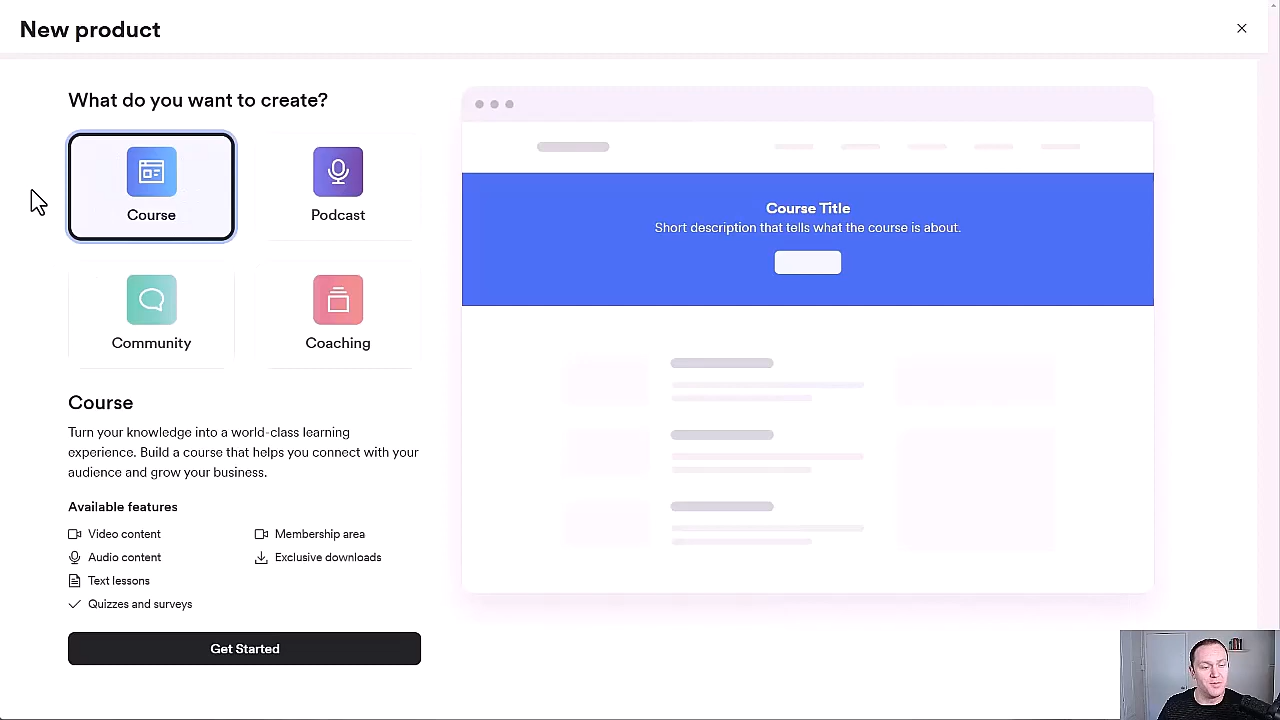 New product
What do you want to create?
Course
Podcast
Community
Coaching
Course
Turn your knowledge into a world-class learning
experience. Build a course that helps you connect with your
audience and grow your business.
Available features
Video content
Membership area
Audio content
Exclusive downloads
Text lessons
Quizzes and surveys
Get Started
Course Title
Short description that tells what the course is about.